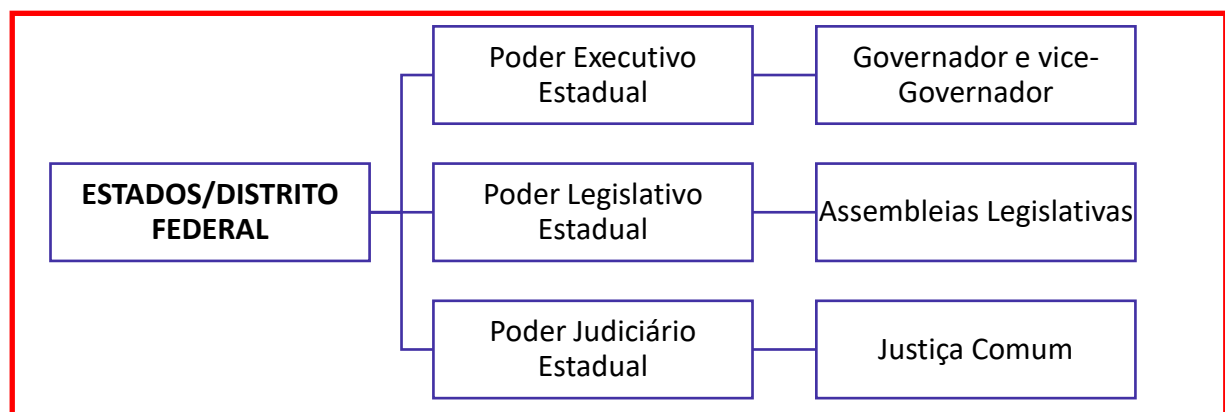 ESTADOS/DISTRITO
FEDERAL
Poder Executivo
Estadual
Governador e vice-
Governador
Poder Legislativo
Estadual
Assembleias Legislativas
Poder Judiciário
Estadual
Justiça Comum